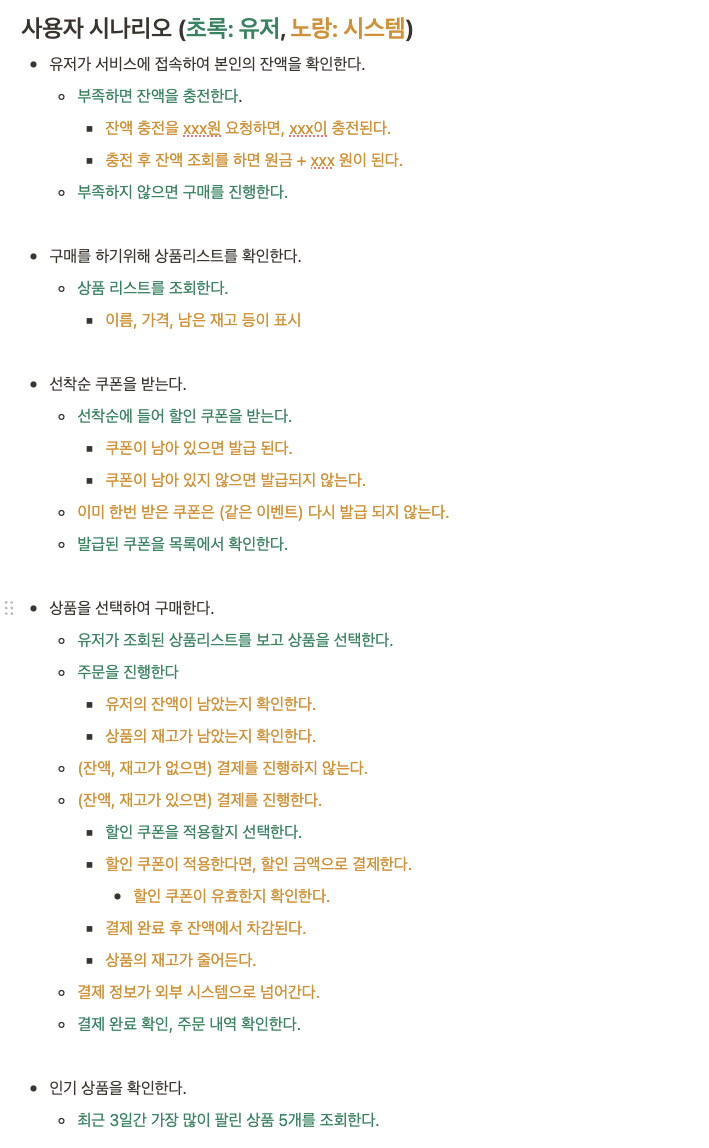 사용자 시나리오 (초록: 유저, 노랑: 시스템)
유저가 서비스에 접속하여 본인의 잔액을 확인한다.
부족하면 잔액을 충전한다.
잔액 충전을 xxx원 요청하면, xxx이 충전된다.
충전 후 잔액 조회를 하면 원금 + xxx 원이 된다.
부족하지 않으면 구매를 진행한다.
구매를 하기위해 상품리스트를 확인한다.
상품 리스트를 조회한다.
이름, 가격, 남은 재고 등이 표시
선착순 쿠폰을 받는다.
선착순에 들어 할인 쿠폰을 받는다.
쿠폰이 남아 있으면 발급 된다.
쿠폰이 남아 있지 않으면 발급되지 않는다.
이미 한번 받은 쿠폰은 (같은 이벤트) 다시 발급 되지 않는다.
발급된 쿠폰을 목록에서 확인한다.
상품을 선택하여 구매한다.
유저가 조회된 상품리스트를 보고 상품을 선택한다.
주문을 진행한다
유저의 잔액이 남았는지 확인한다.
상품의 재고가 남았는지 확인한다.
(잔액, 재고가 없으면) 결제를 진행하지 않는다.
(잔액, 재고가 있으면) 결제를 진행한다.
할인 쿠폰을 적용할지 선택한다.
할인 쿠폰이 적용한다면, 할인 금액으로 결제한다.
할인 쿠폰이 유효한지 확인한다.
결제 완료 후 잔액에서 차감된다.
상품의 재고가 줄어든다.
결제 정보가 외부 시스템으로 넘어간다.
결제 완료 확인, 주문 내역 확인한다.
인기 상품을 확인한다.
최근 3일간 가장 많이 팔린 상품 5개를 조회한다.